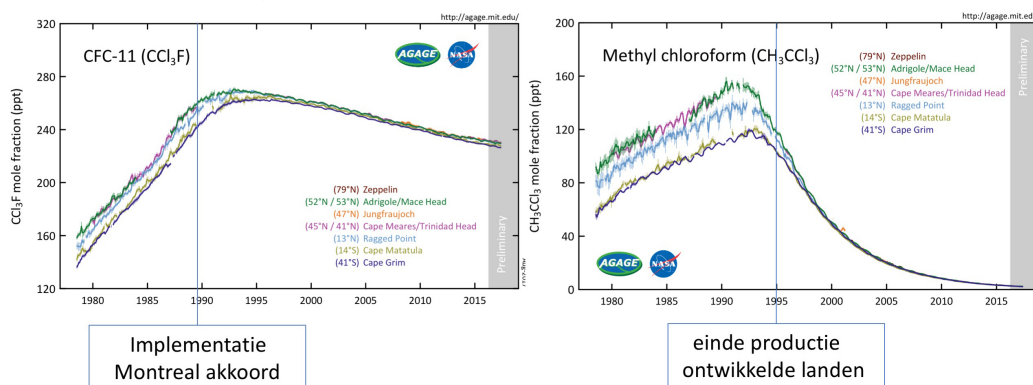 http://agage.mit.edu/
CFC-11 (CCl₃F)
AGAGE
NASA
320
280
240
200
160
120
CCl₃F mole fraction (ppt)
(79°N) Zeppelin
(52°N / 53°N) Adrigole/Mace Head
(47°N) Jungfraujoch
(45°N / 41°N) Cape Meares/Trinidad Head
(13°N) Ragged Point
(14°S) Cape Matatula
(41°S) Cape Grim
Preliminary
1980 1985 1990 1995 2000 2005 2010 2015
Implementatie
Montreal akkoord
http://agage.mit.edu/
Methyl chloroform (CH₃CCl₃)
200
160
120
80
40
0
CH₃CCl₃ mole fraction (ppt)
(79°N) Zeppelin
(52°N / 53°N) Adrigole/Mace Head
(47°N) Jungfraujoch
(45°N / 41°N) Cape Meares/Trinidad Head
(13°N) Ragged Point
(14°S) Cape Matatula
(41°S) Cape Grim
Preliminary
AGAGE
NASA
1980 1985 1990 1995 2000 2005 2010 2015
einde productie
ontwikkelde landen